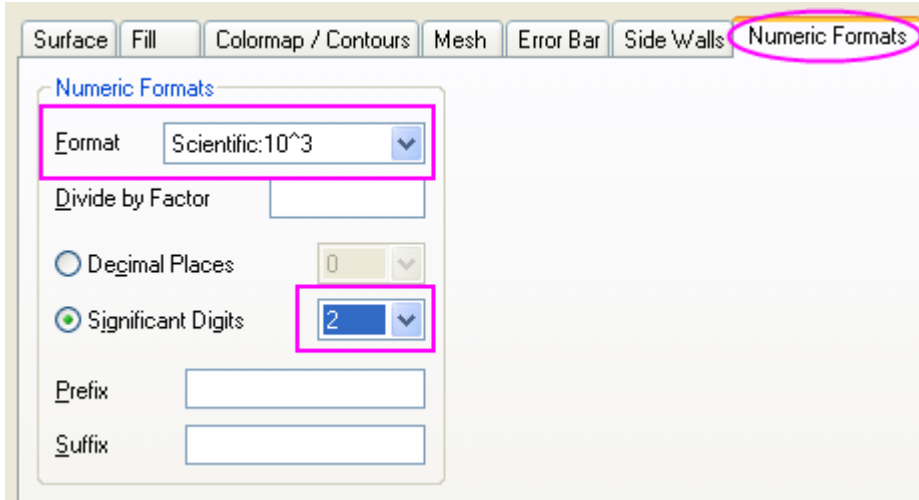 Surface Fill Colormap / Contours Mesh Error Bar Side Walls Numeric Formats
Numeric Formats
Format Scientific:10^3
Divide by Factor
Decimal Places 0
Significant Digits 2
Prefix
Suffix